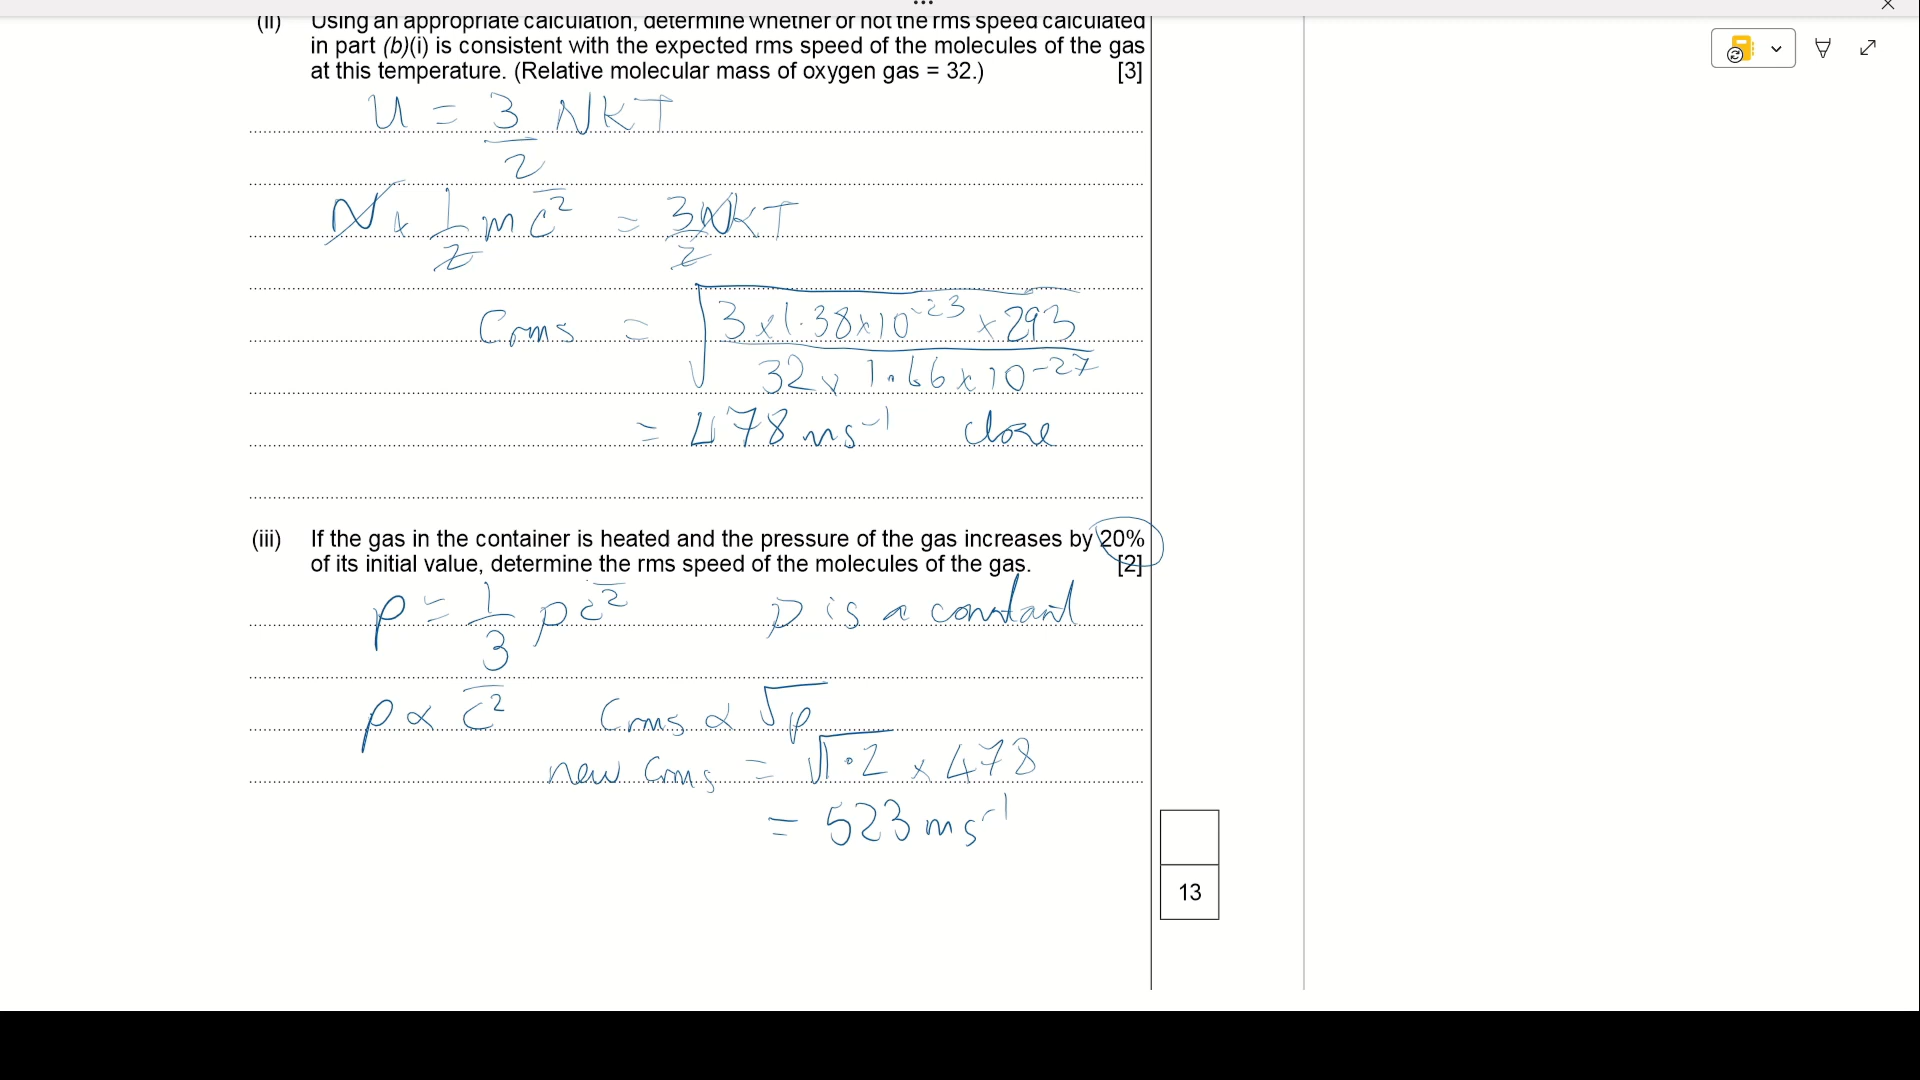 (ii) Using an appropriate calculation, determine whether or not the rms speed calculated
in part (b)(i) is consistent with the expected rms speed of the molecules of the gas
at this temperature. (Relative molecular mass of oxygen gas = 32.) [3]
U = 3/2 NkT
N × 1/2 m c̅² = 3/2 NkT
Crms = √(3 × 1.38 × 10⁻²³ × 293 / 32 × 1.66 × 10⁻²⁷)
= 478 ms⁻¹ close
(iii) If the gas in the container is heated and the pressure of the gas increases by 20%
of its initial value, determine the rms speed of the molecules of the gas. [2]
p = 1/3 ρ c̅² ρ is a constant
p ∝ c̅² Crms ∝ √p
new Crms = √1.2 × 478
= 523 ms⁻¹
13